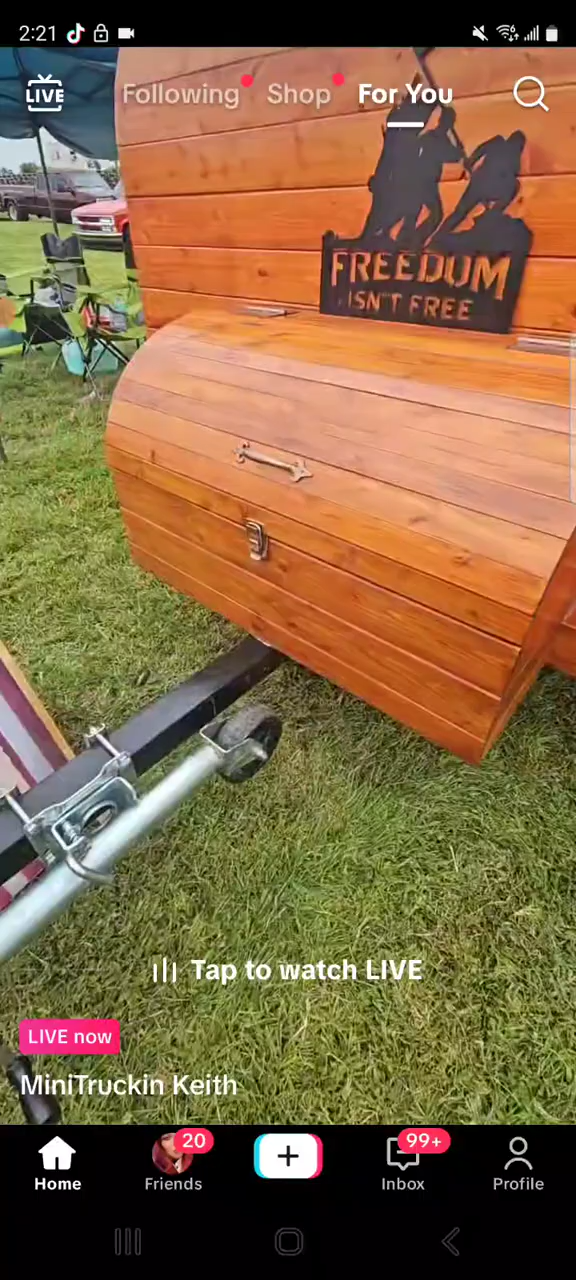 2:21
LIVE
Following
Shop
For You
FREEDOM
ISN'T FREE
Tap to watch LIVE
LIVE now
MiniTruckin Keith
20
99+
Home
Friends
Inbox
Profile